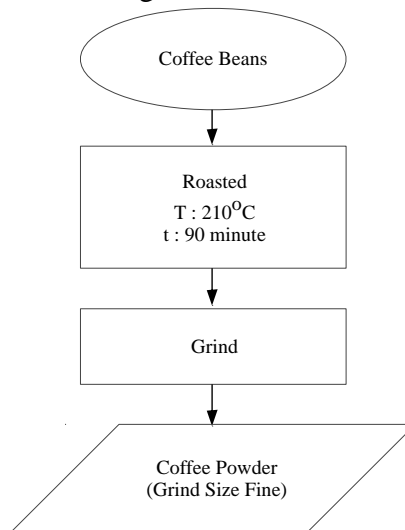 Coffee Beans
Roasted
T : 210⁰C
t : 90 minute
Grind
Coffee Powder
(Grind Size Fine)